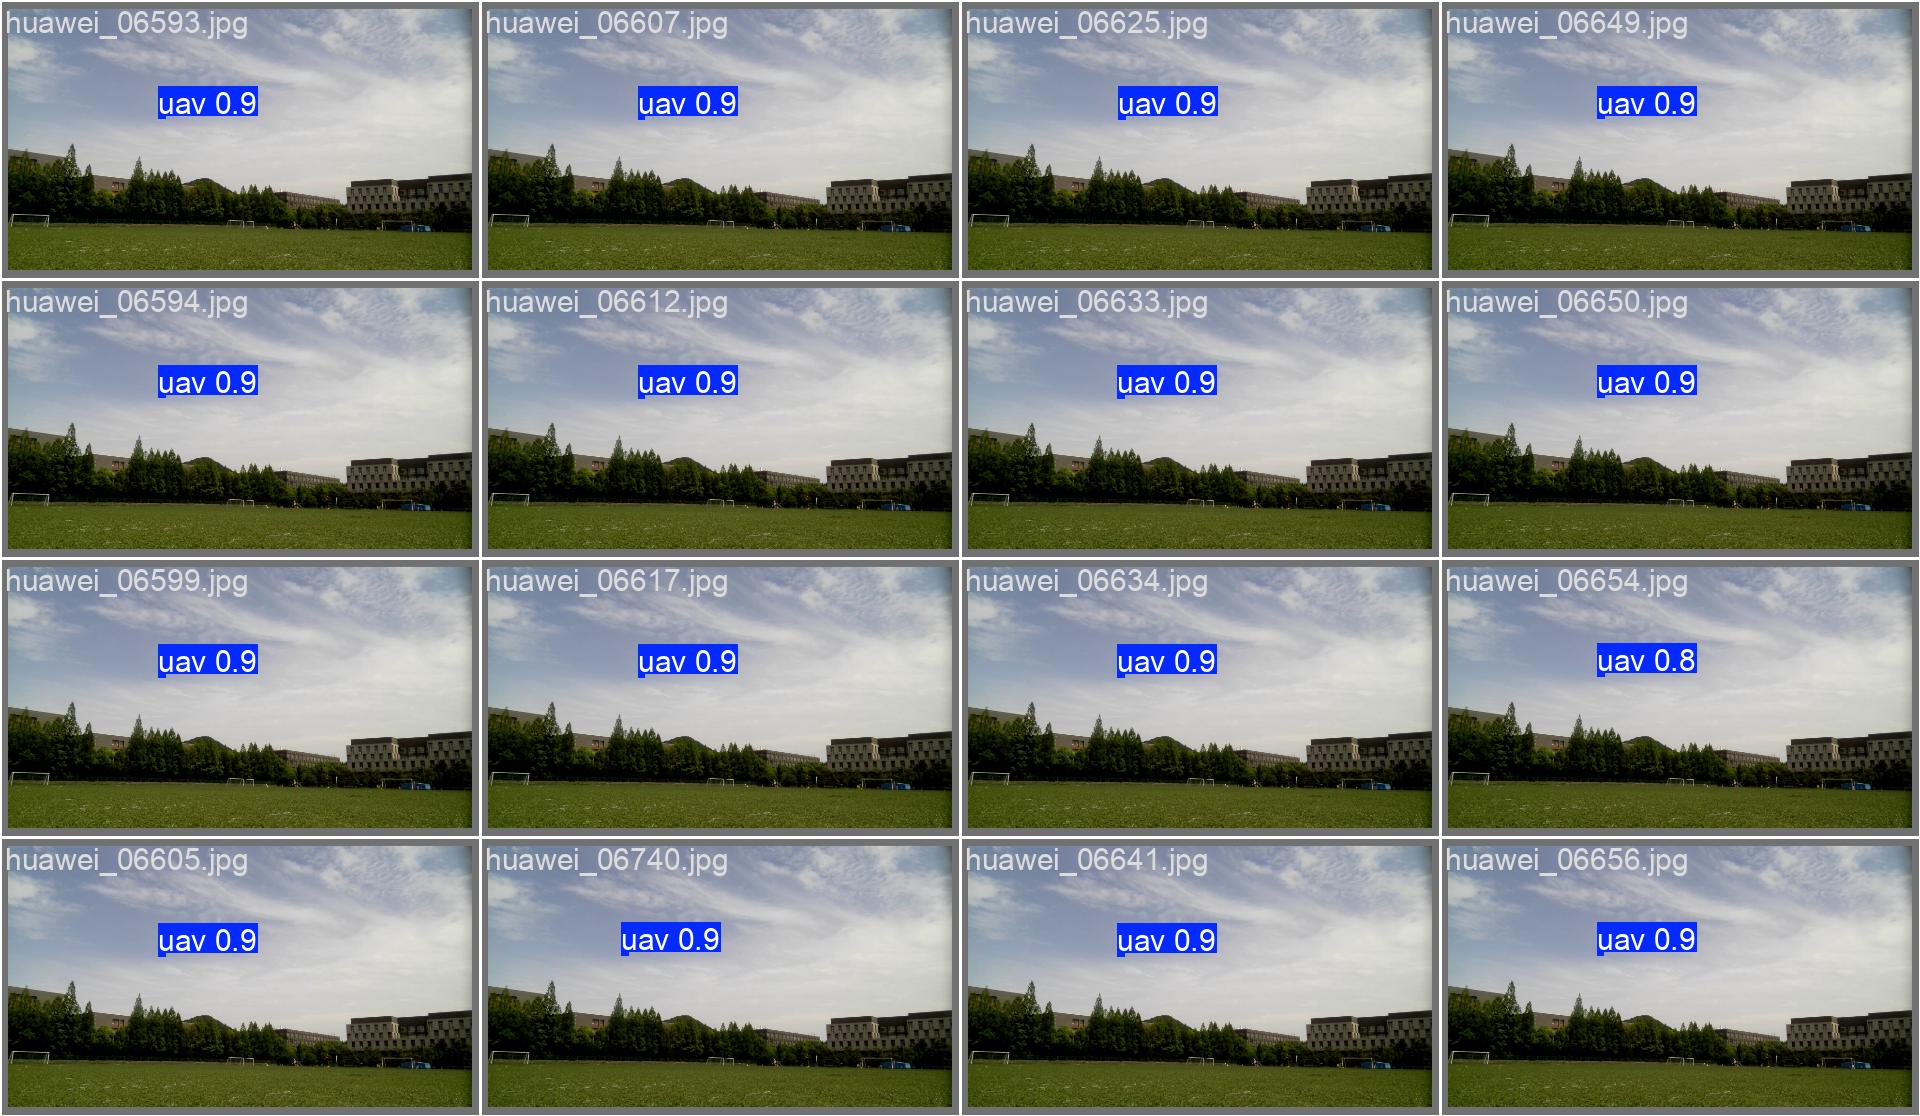 huawei_06593.jpg
uav 0.9
huawei_06607.jpg
uav 0.9
huawei_06625.jpg
uav 0.9
huawei_06649.jpg
uav 0.9
huawei_06594.jpg
uav 0.9
huawei_06612.jpg
uav 0.9
huawei_06633.jpg
uav 0.9
huawei_06650.jpg
uav 0.9
huawei_06599.jpg
uav 0.9
huawei_06617.jpg
uav 0.9
huawei_06634.jpg
uav 0.9
huawei_06654.jpg
uav 0.8
huawei_06605.jpg
uav 0.9
huawei_06740.jpg
uav 0.9
huawei_06641.jpg
uav 0.9
huawei_06656.jpg
uav 0.9